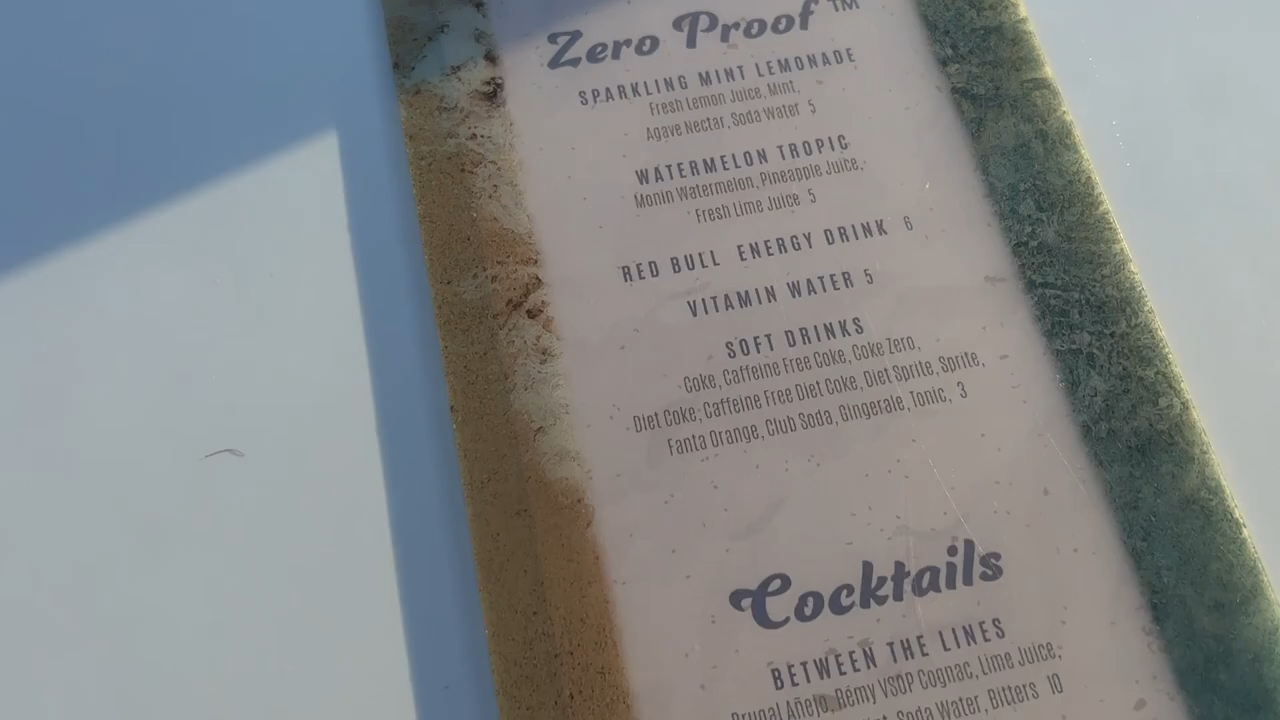 Zero Proof ™
SPARKLING MINT LEMONADE
Fresh Lemon Juice, Mint,
Agave Nectar, Soda Water 5
WATERMELON TROPIC
Monin Watermelon, Pineapple Juice,
Fresh Lime Juice 5
RED BULL ENERGY DRINK 6
VITAMIN WATER 5
SOFT DRINKS
Coke, Caffeine Free Coke, Coke Zero,
Diet Coke, Caffeine Free Diet Coke, Diet Sprite, Sprite,
Fanta Orange, Club Soda, Gingerale, Tonic, 3
Cocktails
BETWEEN THE LINES
Brugal Añejo, Rémy VSOP Cognac, Lime Juice,
Soda Water, Bitters 10